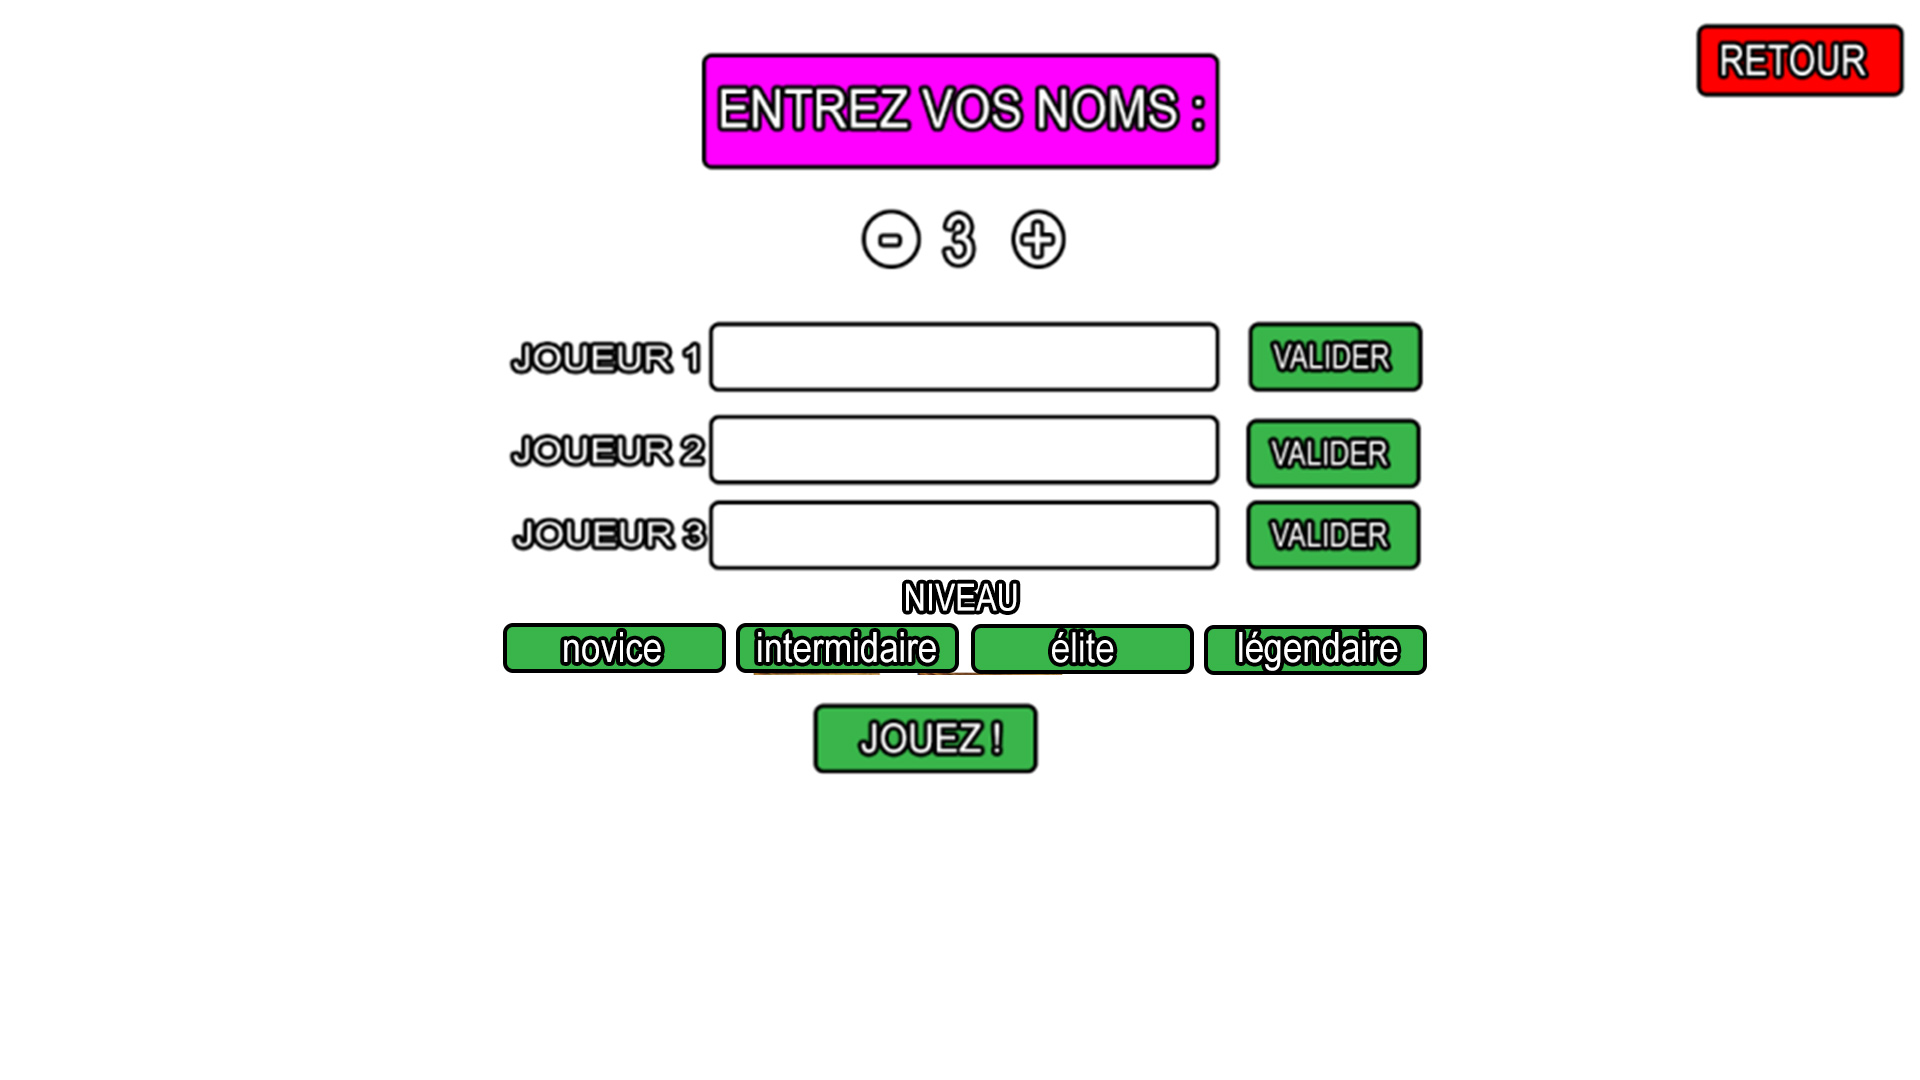 RETOUR
ENTREZ VOS NOMS :
- 3 +
JOUEUR 1 VALIDER
JOUEUR 2 VALIDER
JOUEUR 3 VALIDER
NIVEAU
novice intermidaire élite légendaire
JOUEZ !